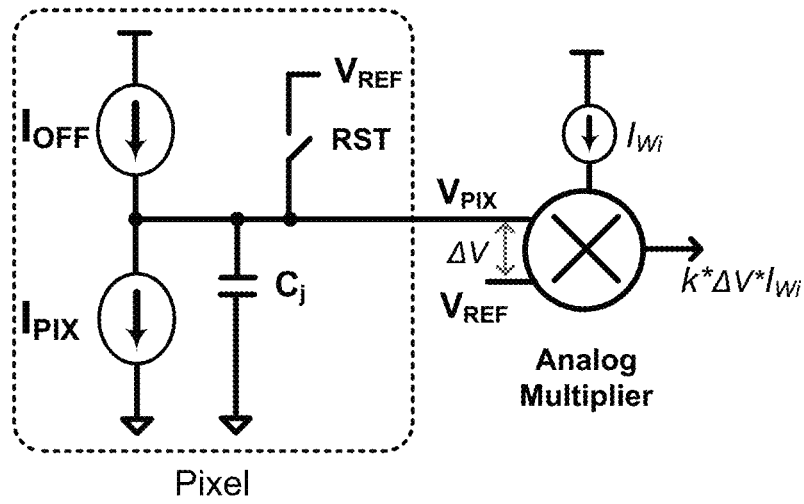 V_REF
I_OFF
RST
I_Wi
V_PIX
ΔV
k*ΔV*I_Wi
C_j
V_REF
I_PIX
Analog
Multiplier
Pixel